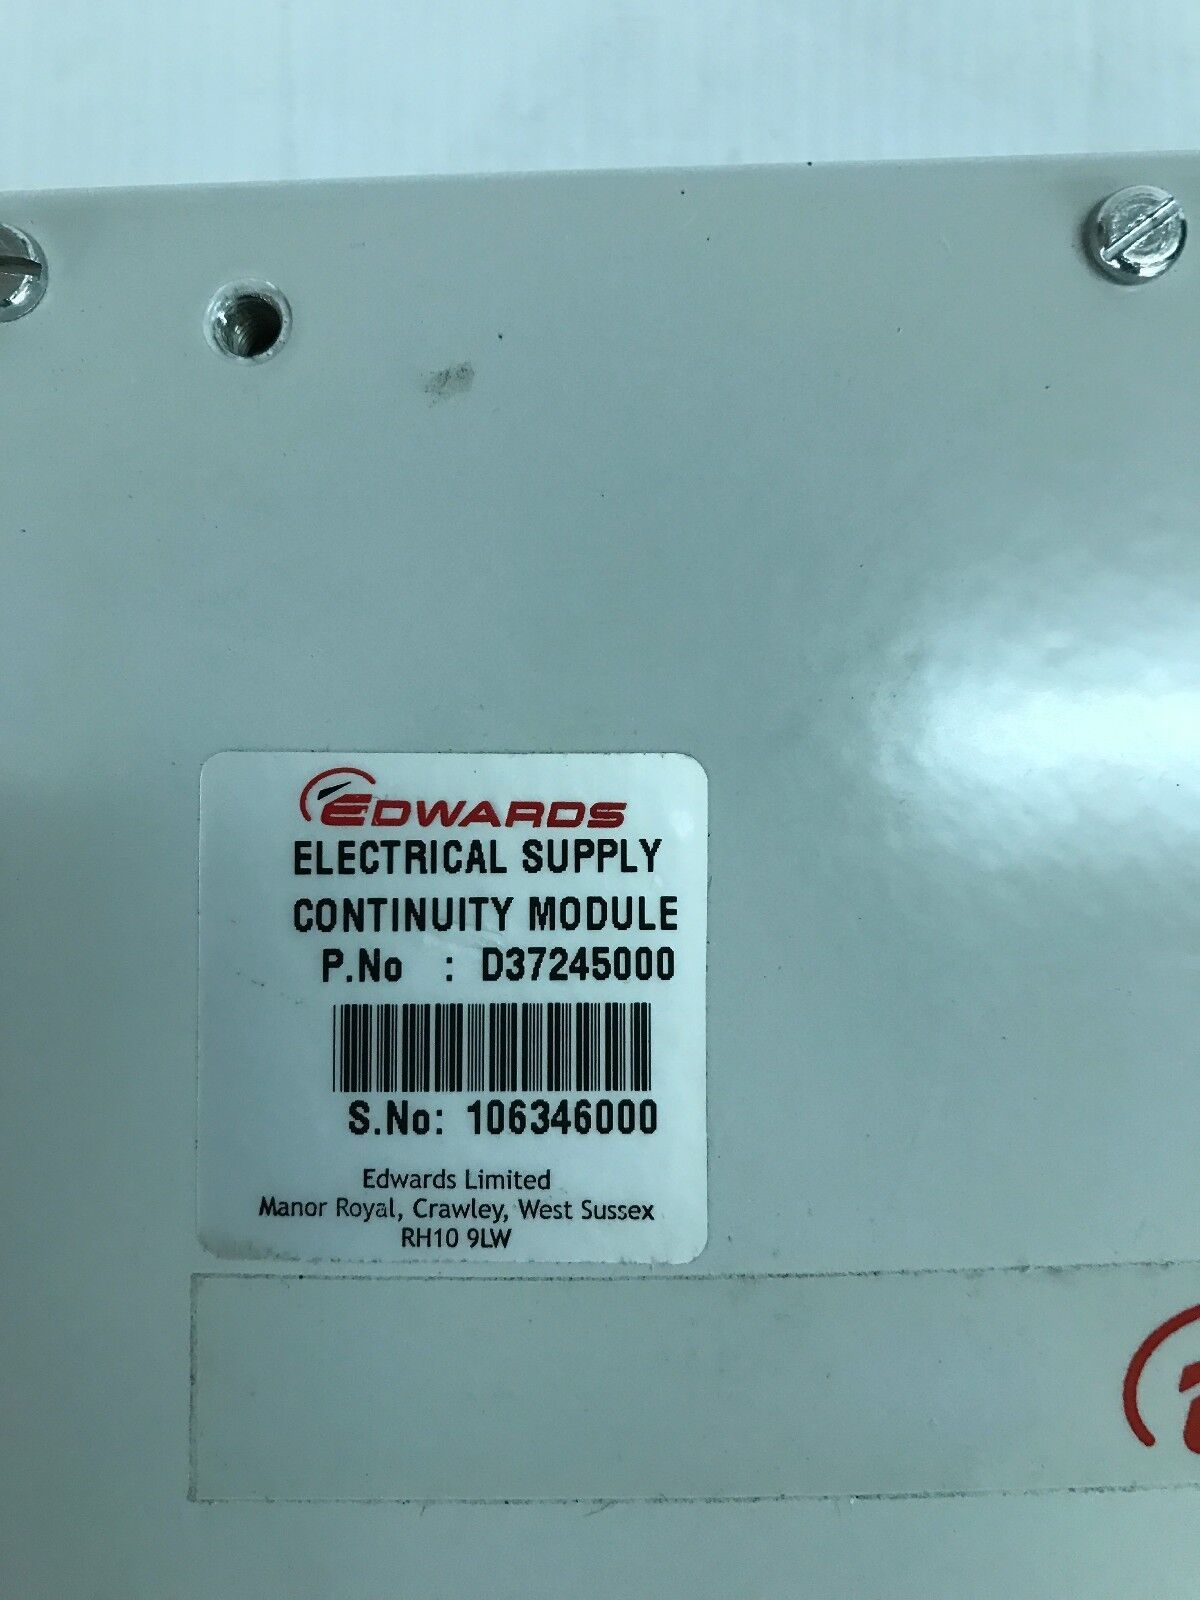 EDWARDS
ELECTRICAL SUPPLY
CONTINUITY MODULE
P.No : D37245000
S.No: 106346000
Edwards Limited
Manor Royal, Crawley, West Sussex
RH10 9LW